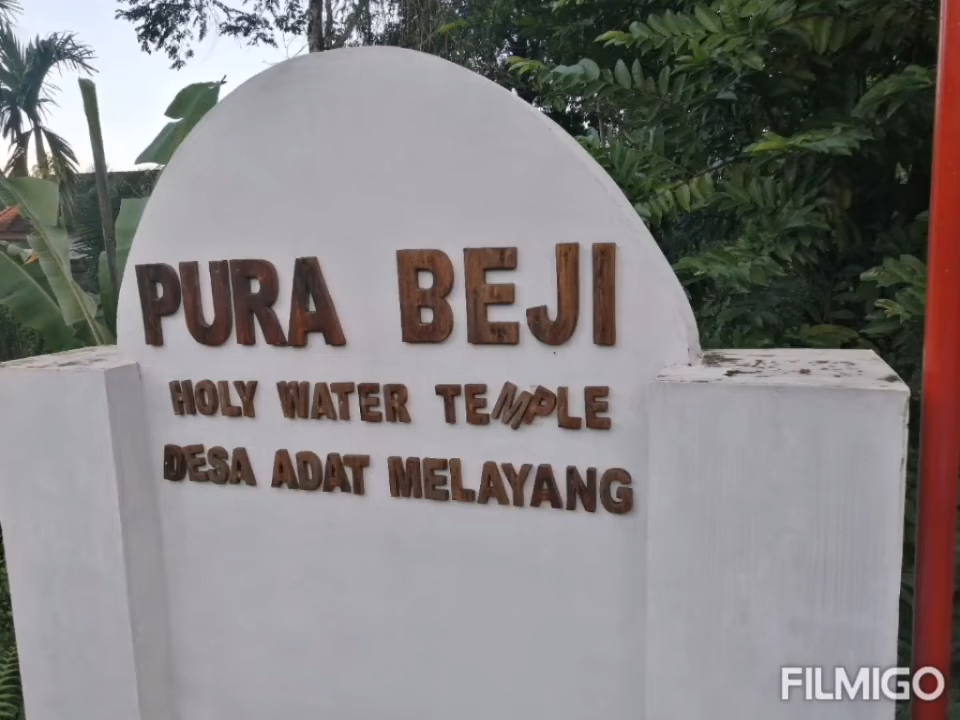 PURA BEJI
HOLY WATER TEMPLE
DESA ADAT MELAYANG
FILMIGO